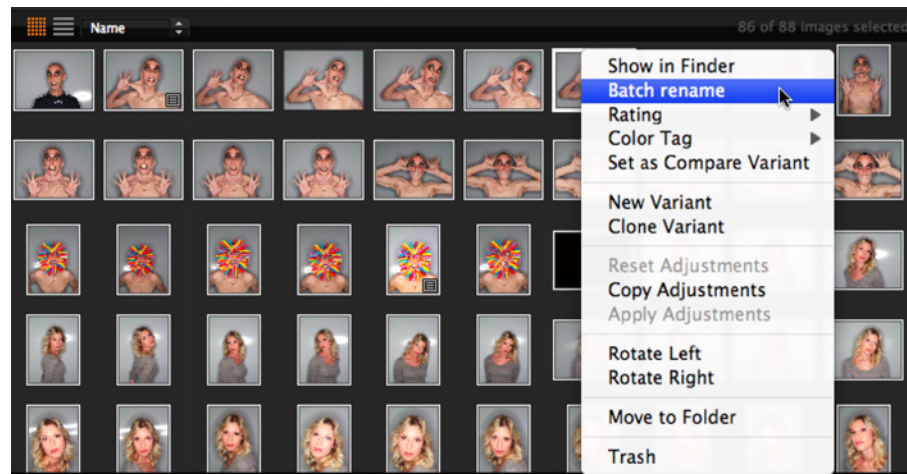 Name
86 of 88 images selected
Show in Finder
Batch rename
Rating
Color Tag
Set as Compare Variant
New Variant
Clone Variant
Reset Adjustments
Copy Adjustments
Apply Adjustments
Rotate Left
Rotate Right
Move to Folder
Trash